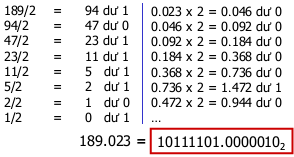 189/2 = 94 dư 1 0.023 x 2 = 0.046 dư 0
94/2 = 47 dư 0 0.046 x 2 = 0.092 dư 0
47/2 = 23 dư 1 0.092 x 2 = 0.184 dư 0
23/2 = 11 dư 1 0.184 x 2 = 0.368 dư 0
11/2 = 5 dư 1 0.368 x 2 = 0.736 dư 0
5/2 = 2 dư 1 0.736 x 2 = 1.472 dư 1
2/2 = 1 dư 0 0.472 x 2 = 0.944 dư 0
1/2 = 0 dư 1 ...
189.023 = 10111101.0000010₂